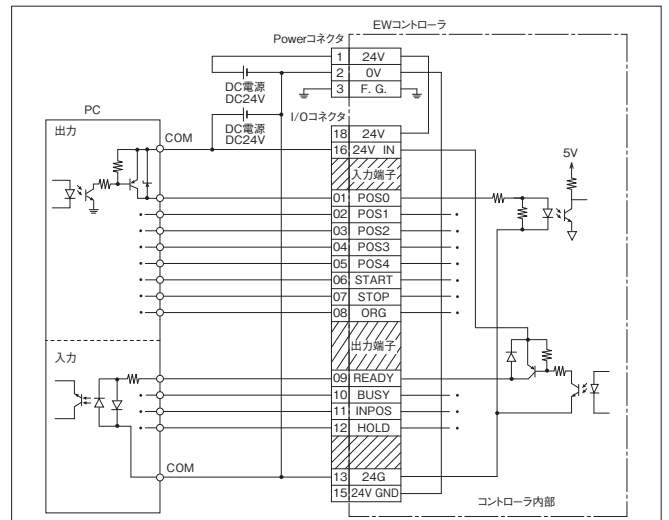 EWコントローラ
Powerコネクタ
1 24V
2 0V
3 F. G.
DC電源
DC24V
DC電源
DC24V
I/Oコネクタ
PC
出力
COM
18 24V
16 24V IN
入力端子
5V
01 POS0
02 POS1
03 POS2
04 POS3
05 POS4
06 START
07 STOP
08 ORG
出力端子
入力
09 READY
10 BUSY
11 INPOS
12 HOLD
COM
13 24G
15 24V GND
コントローラ内部